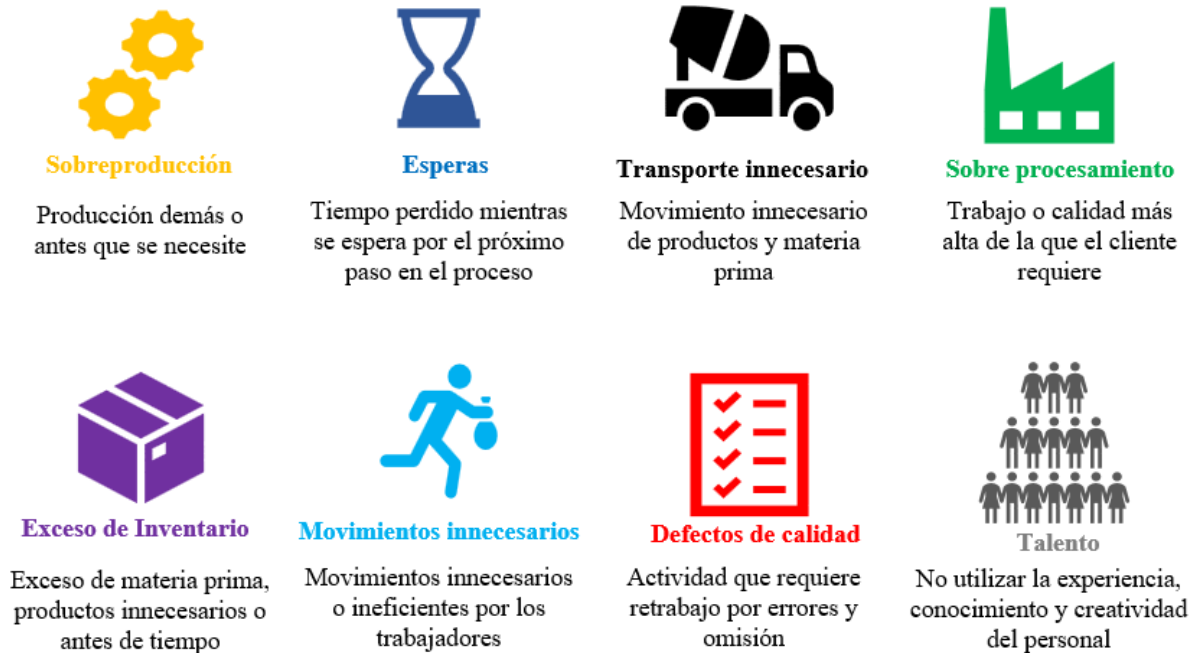 Sobreproducción
Producción demás o
antes que se necesite
Esperas
Tiempo perdido mientras
se espera por el próximo
paso en el proceso
Transporte innecesario
Movimiento innecesario
de productos y materia
prima
Sobre procesamiento
Trabajo o calidad más
alta de la que el cliente
requiere
Exceso de Inventario
Exceso de materia prima,
productos innecesarios o
antes de tiempo
Movimientos innecesarios
Movimientos innecesarios
o ineficientes por los
trabajadores
Defectos de calidad
Actividad que requiere
retrabajo por errores y
omisión
Talento
No utilizar la experiencia,
conocimiento y creatividad
del personal